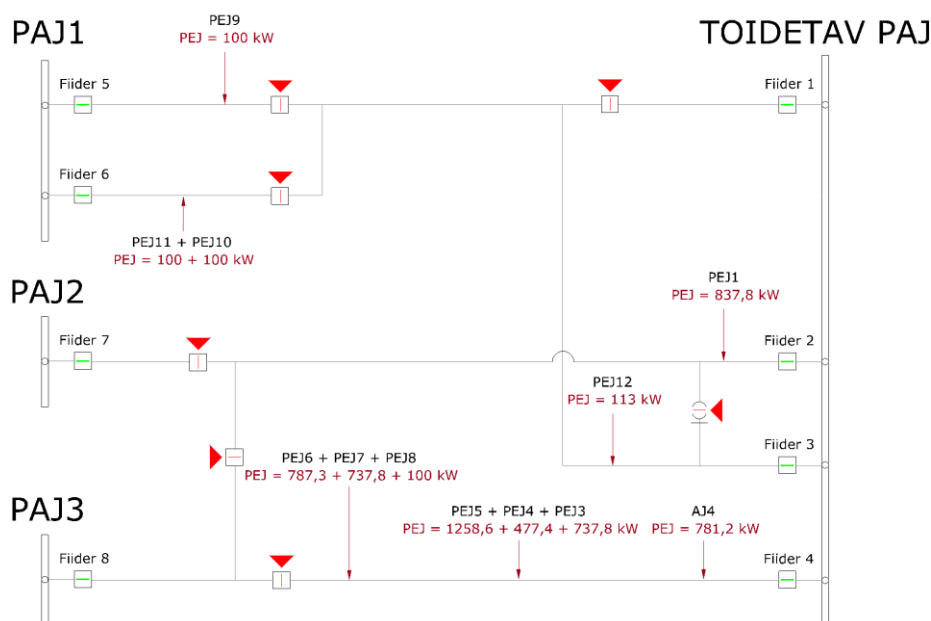 PAJ1
PEJ9
PEJ = 100 kW
TOIDETAV PAJ
Fiider 5
Fiider 1
Fiider 6
PEJ11 + PEJ10
PEJ = 100 + 100 kW
PAJ2
PEJ1
PEJ = 837,8 kW
Fiider 7
Fiider 2
PEJ12
PEJ = 113 kW
Fiider 3
PEJ6 + PEJ7 + PEJ8
PEJ = 787,3 + 737,8 + 100 kW
PAJ3
PEJ5 + PEJ4 + PEJ3
PEJ = 1258,6 + 477,4 + 737,8 kW
AJ4
PEJ = 781,2 kW
Fiider 8
Fiider 4